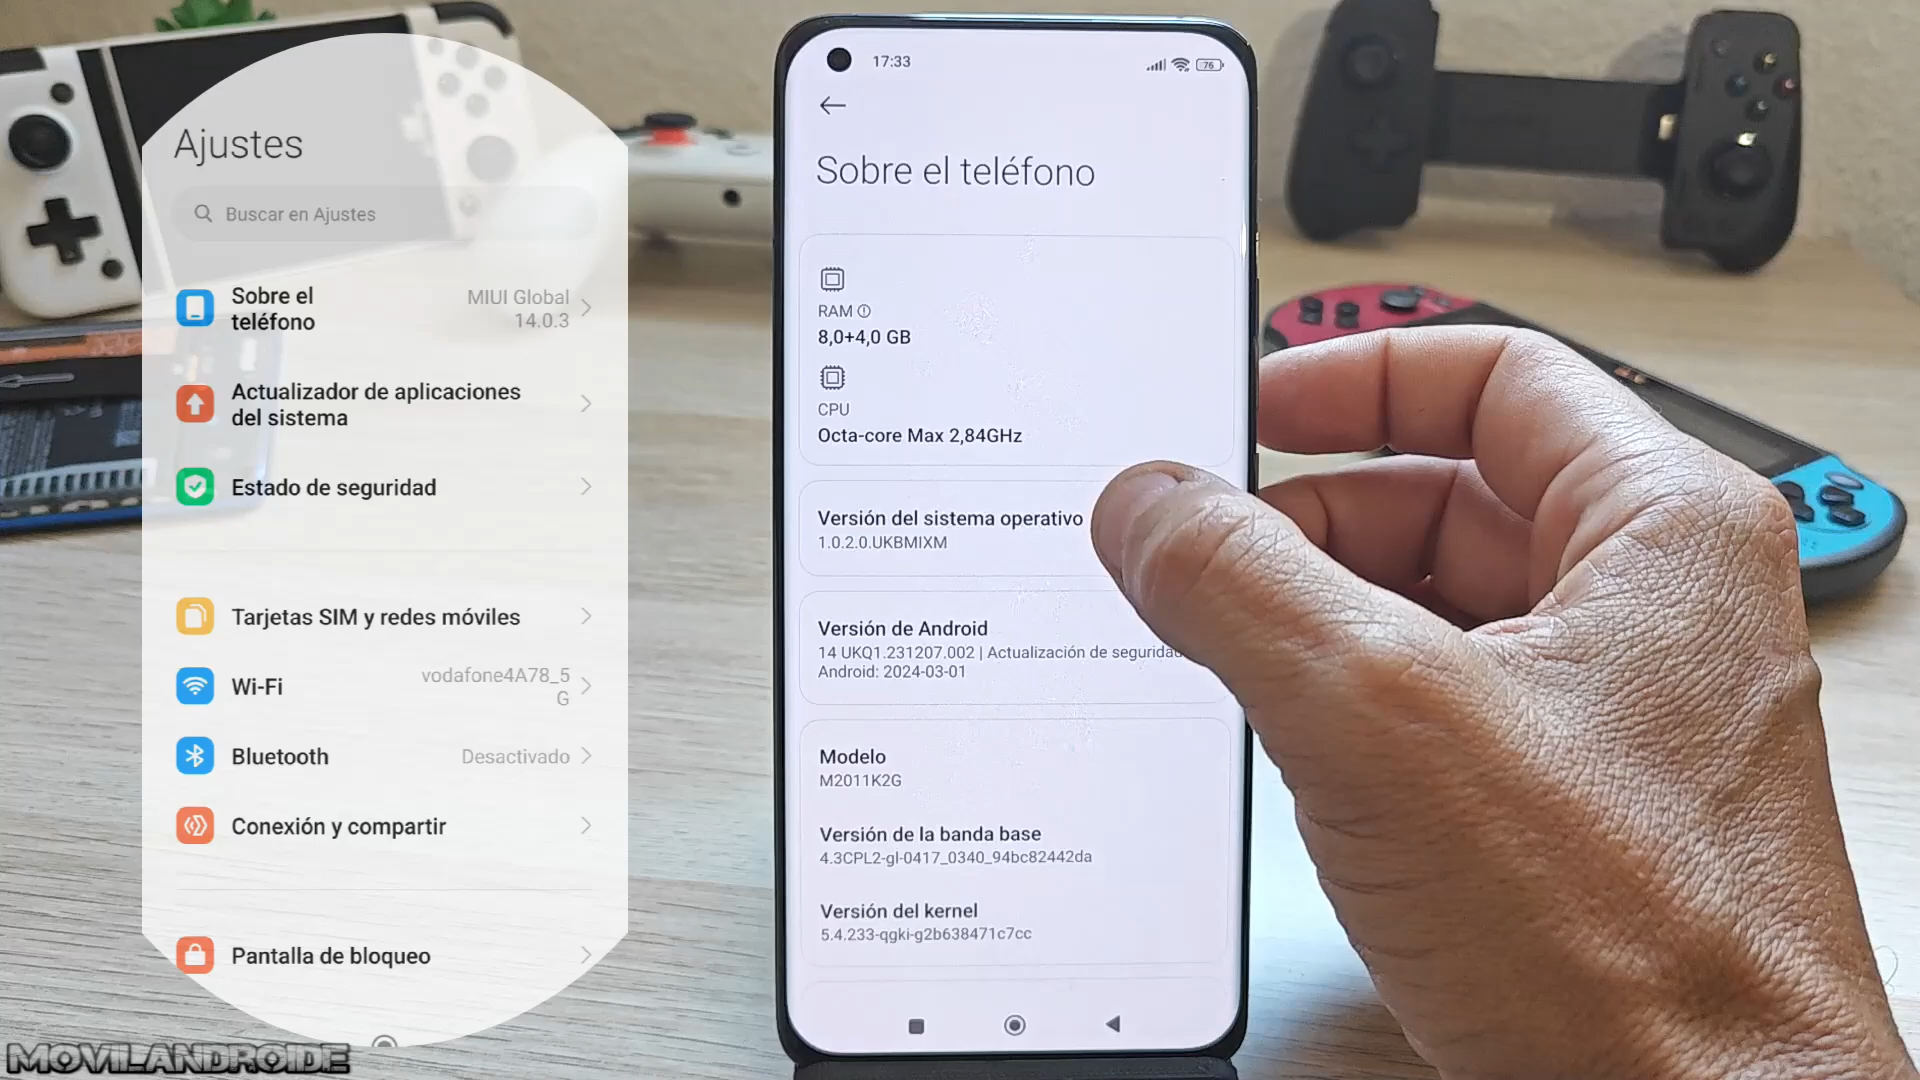 Ajustes
Buscar en Ajustes
Sobre el
teléfono
MIUI Global
14.0.3
Actualizador de aplicaciones
del sistema
Estado de seguridad
Tarjetas SIM y redes móviles
Wi-Fi
vodafone4A78_5
G
Bluetooth
Desactivado
Conexión y compartir
Pantalla de bloqueo
MOVILANDROIDE
17:33
76
Sobre el teléfono
RAM
8,0+4,0 GB
CPU
Octa-core Max 2,84GHz
Versión del sistema operativo
1.0.2.0.UKBMIXM
Versión de Android
14 UKQ1.231207.002 | Actualización de seguridad
Android: 2024-03-01
Modelo
M2011K2G
Versión de la banda base
4.3CPL2-gl-0417_0340_94bc82442da
Versión del kernel
5.4.233-qgki-g2b638471c7cc